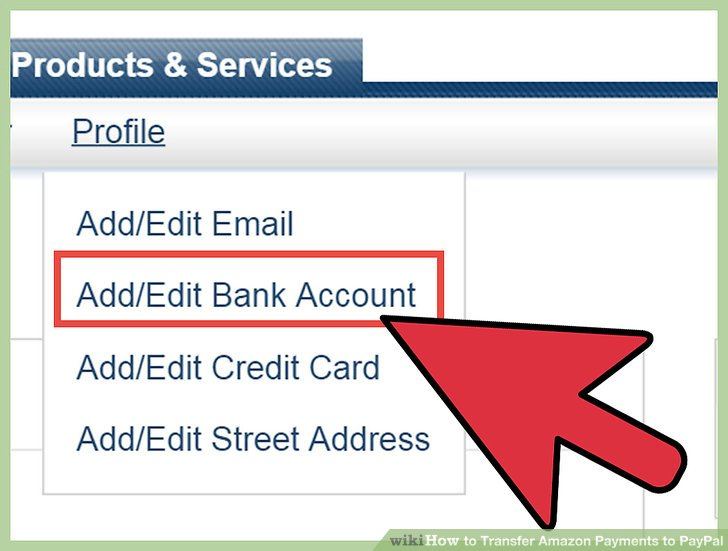 Products & Services
Profile
Add/Edit Email
Add/Edit Bank Account
Add/Edit Credit Card
Add/Edit Street Address
wikiHow to Transfer Amazon Payments to PayPal